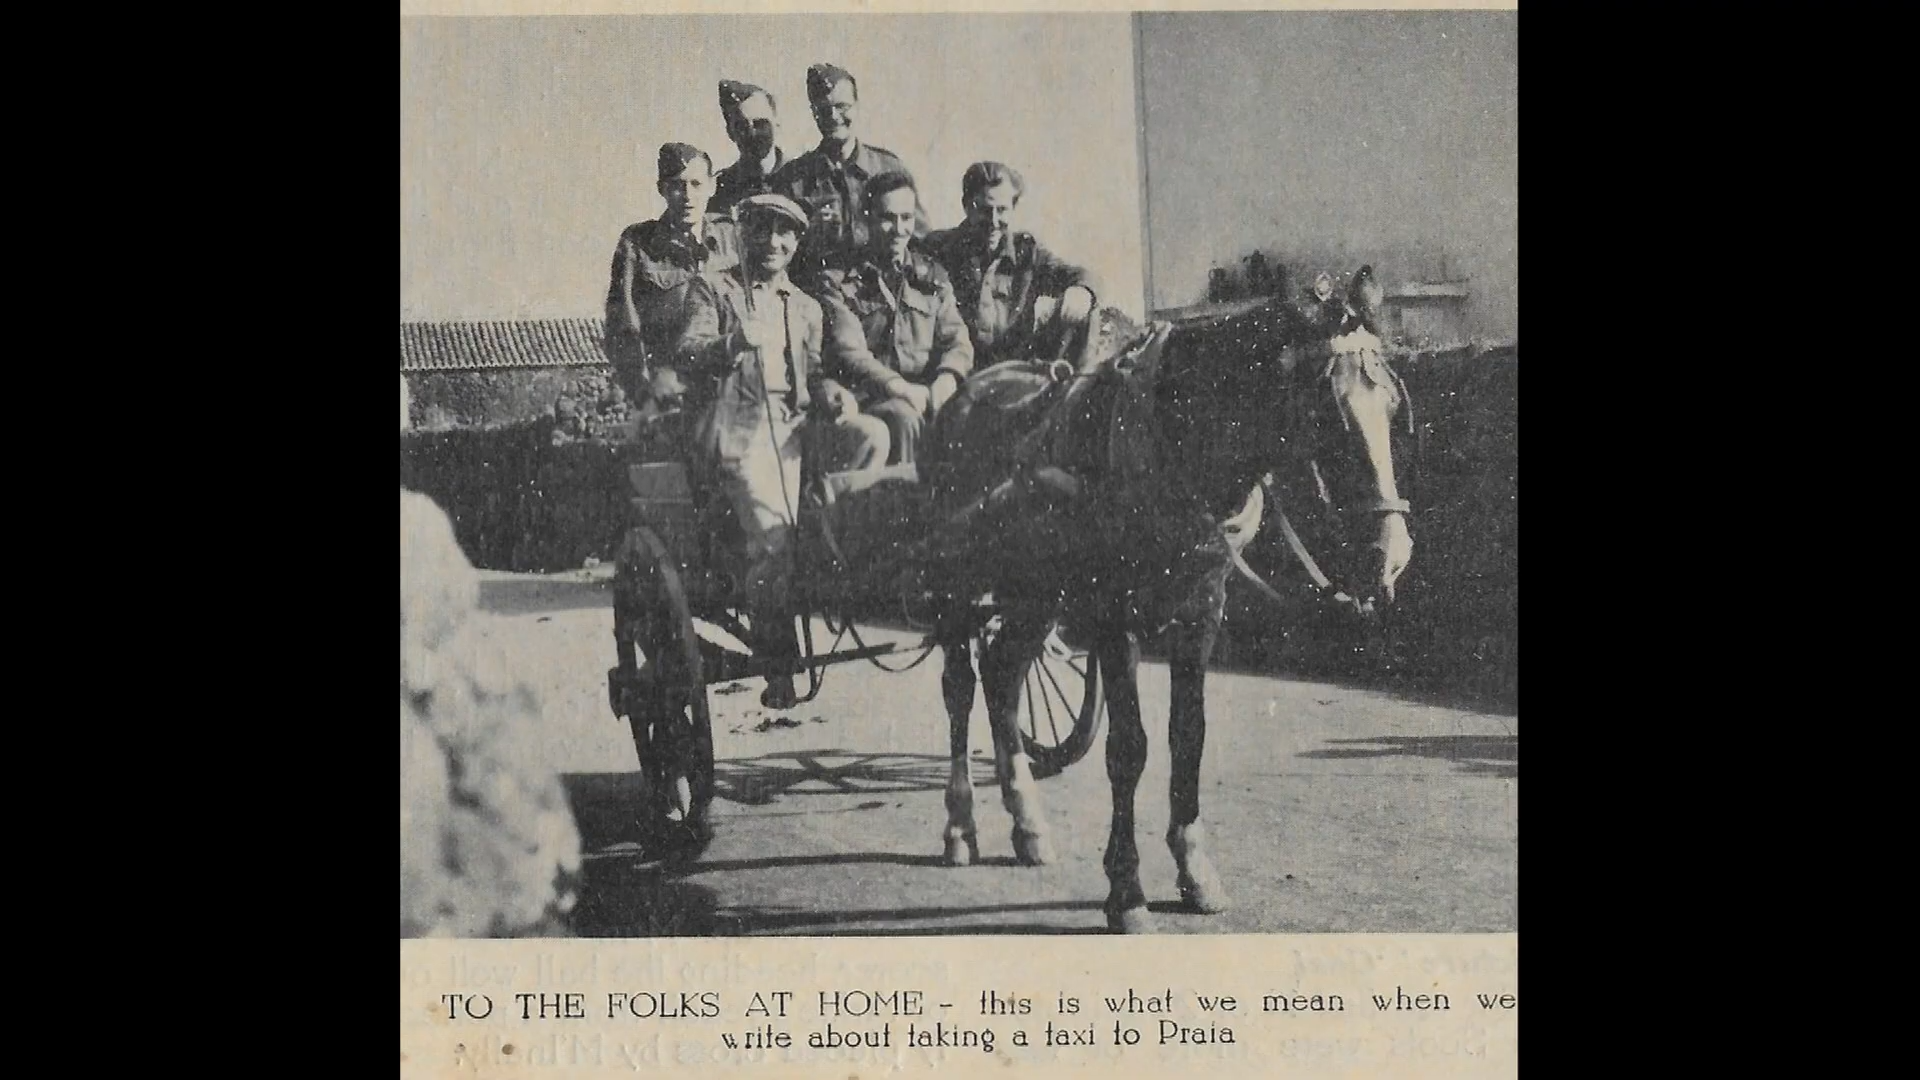 TO THE FOLKS AT HOME - this is what we mean when we
write about taking a taxi to Praia